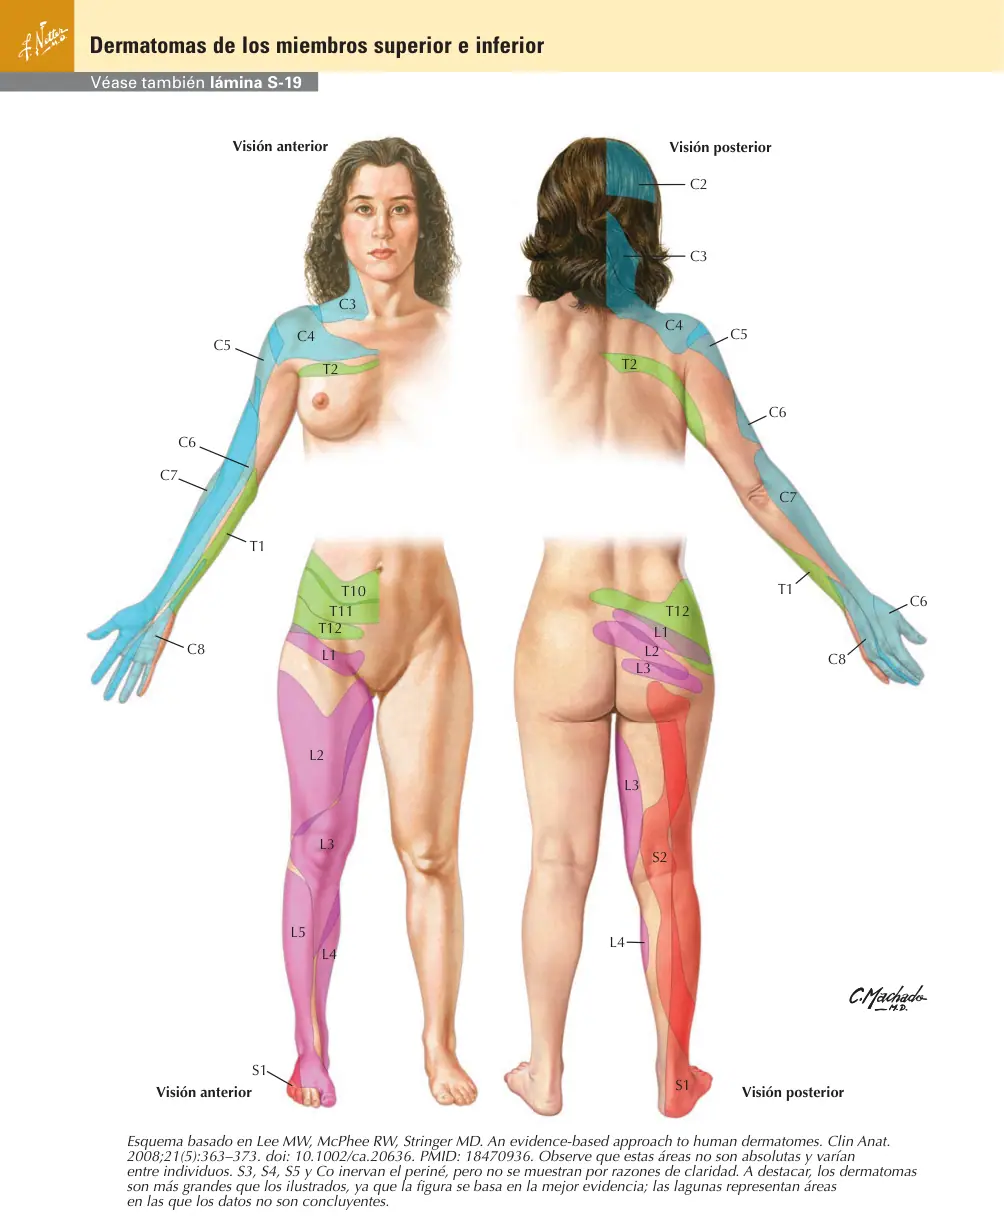 F. Netter M.D.
Dermatomas de los miembros superior e inferior
Véase también lámina S-19
Visión anterior
Visión posterior
C2
C3
C3
C4
C5
T2
C4
C5
T2
C6
C6
C7
C7
T1
T1
C6
C8
C8
T10
T11
T12
L1
T12
L1
L2
L3
L2
L3
L3
S2
L5
L4
L4
C.Machado
M.D.
S1
S1
Visión anterior
Visión posterior
Esquema basado en Lee MW, McPhee RW, Stringer MD. An evidence-based approach to human dermatomes. Clin Anat.
2008;21(5):363–373. doi: 10.1002/ca.20636. PMID: 18470936. Observe que estas áreas no son absolutas y varían
entre individuos. S3, S4, S5 y Co inervan el periné, pero no se muestran por razones de claridad. A destacar, los dermatomas
son más grandes que los ilustrados, ya que la figura se basa en la mejor evidencia; las lagunas representan áreas
en las que los datos no son concluyentes.